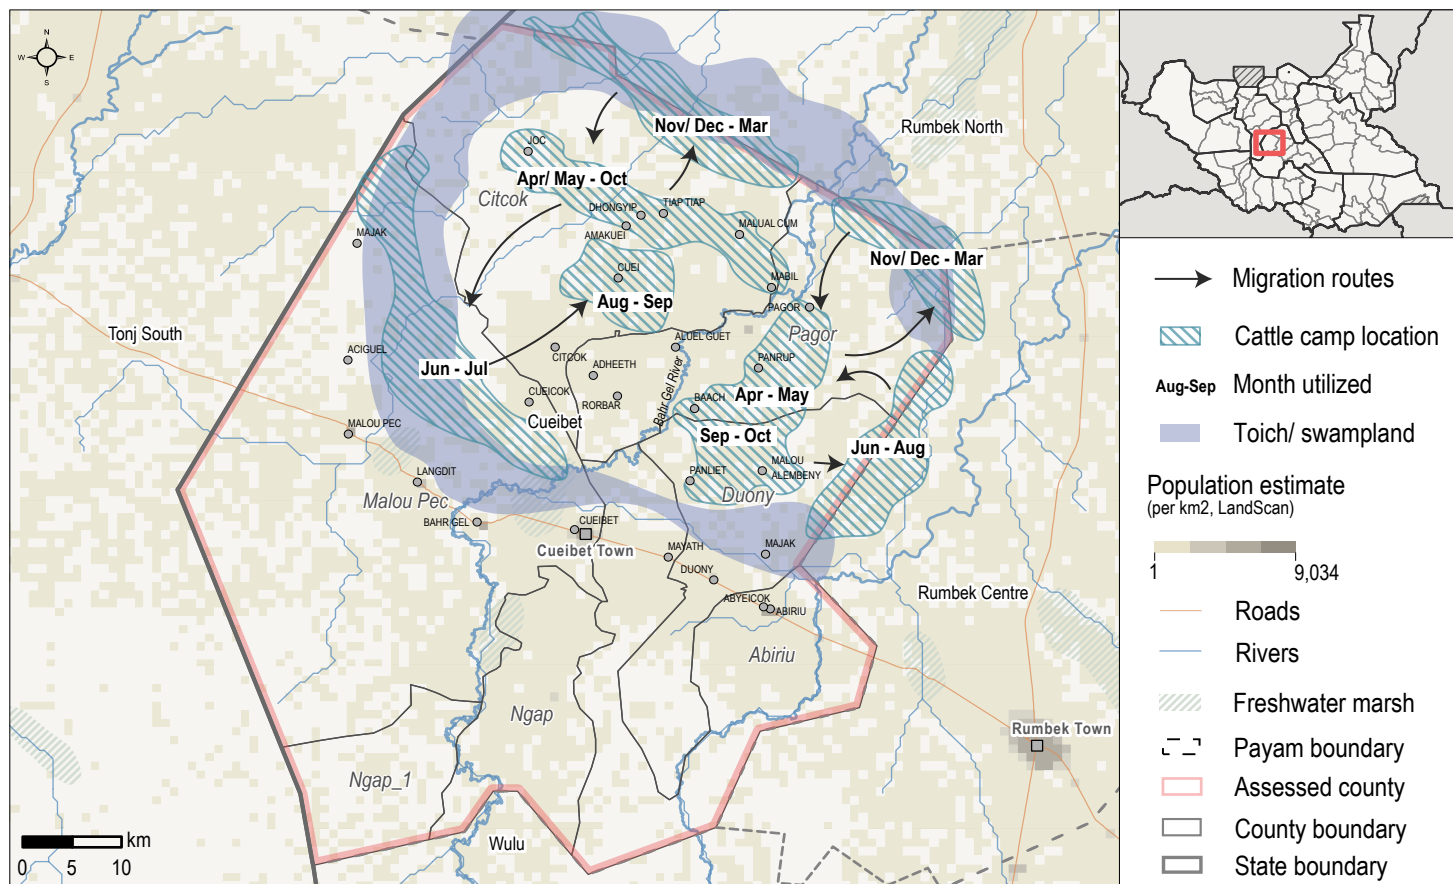 N
W
E
S
Rumbek North
Nov/ Dec - Mar
JOC
Apr/ May - Oct
Citcok
DHONGYIP
TIAP TIAP
AMAKUEI
MALUAL CUM
MAJAK
Nov/ Dec - Mar
CUEI
MABIL
Aug - Sep
PAGOR
Pagor
Tonj South
ALUEL GUET
CITCOK
ACIGUEL
PANRUP
Jun - Jul
ADHEETH
Bahr Gel River
Apr - May
CUEICOK
RORBAR
BAACH
Cueibet
MALOU PEC
Sep - Oct
Jun - Aug
MALOU
ALEMBENY
LANGDIT
PANLIET
Malou Pec
Duony
BAHR GEL
CUEIBET
Cueibet Town
MAJAK
MAYATH
DUONY
Rumbek Centre
ABYEICOK
ABIRIU
Abiriu
Ngap
Rumbek Town
Ngap_1
Wulu
km
0 5 10
Migration routes
Cattle camp location
Aug-Sep Month utilized
Toich/ swampland
Population estimate
(per km2, LandScan)
1 9,034
Roads
Rivers
Freshwater marsh
Payam boundary
Assessed county
County boundary
State boundary